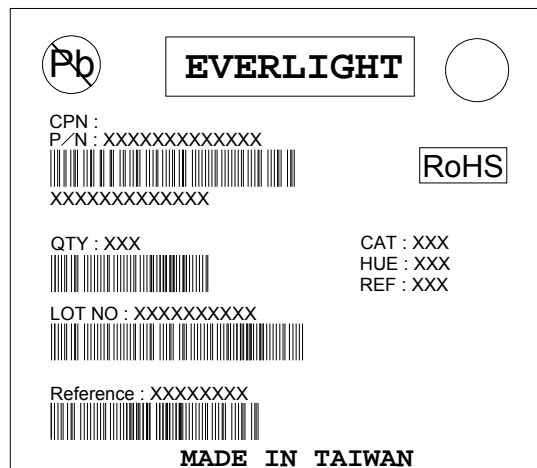 Pb
EVERLIGHT
CPN :
P/N : XXXXXXXXXXXXX
RoHS
XXXXXXXXXXXXX
QTY : XXX
CAT : XXX
HUE : XXX
REF : XXX
LOT NO : XXXXXXXXXX
Reference : XXXXXXXX
MADE IN TAIWAN